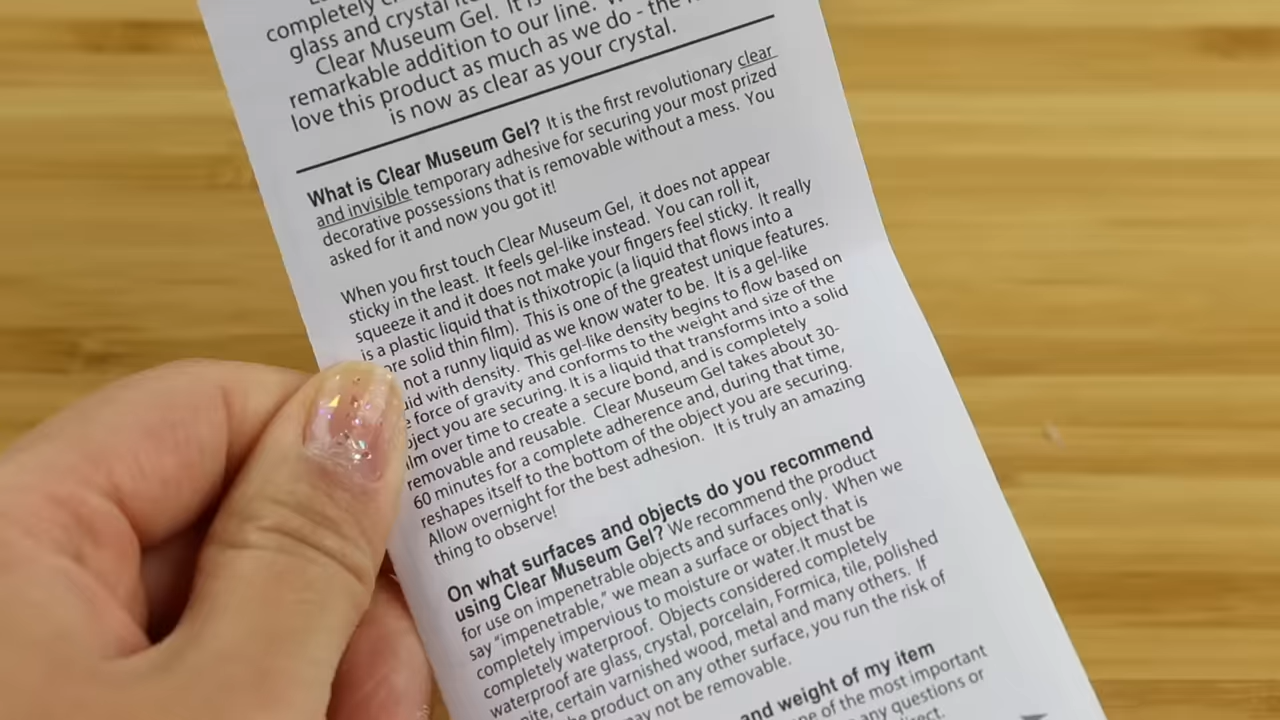 completely
glass and crystal
Clear Museum Gel. It is
remarkable addition to our line.
love this product as much as we do - the
is now as clear as your crystal.
What is Clear Museum Gel? It is the first revolutionary clear
and invisible temporary adhesive for securing your most prized
decorative possessions that is removable without a mess. You
asked for it and now you got it!
When you first touch Clear Museum Gel, it does not appear
sticky in the least. It feels gel-like instead. You can roll it,
squeeze it and it does not make your fingers feel sticky. It really
is a plastic liquid that is thixotropic (a liquid that flows into a
solid thin film). This is one of the greatest unique features.
not a runny liquid as we know water to be. It is a gel-like
with density. This gel-like density begins to flow based on
force of gravity and conforms to the weight and size of the
you are securing. It is a liquid that transforms into a solid
over time to create a secure bond, and is completely
removable and reusable. Clear Museum Gel takes about 30-
60 minutes for a complete adherence and, during that time,
reshapes itself to the bottom of the object you are securing.
Allow overnight for the best adhesion. It is truly an amazing
thing to observe!
On what surfaces and objects do you recommend
using Clear Museum Gel? We recommend the product
for use on impenetrable objects and surfaces only. When we
say “impenetrable,” we mean a surface or object that is
completely impervious to moisture or water. It must be
completely waterproof. Objects considered completely
waterproof are glass, crystal, porcelain, Formica, tile, polished
certain varnished wood, metal and many others. If
product on any other surface, you run the risk of
not be removable.
and weight of my item
of the most important
any questions or